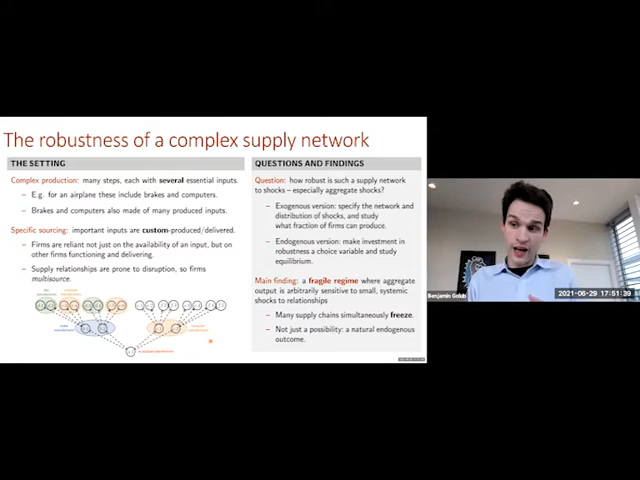 The robustness of a complex supply network
THE SETTING
Complex production: many steps, each with several essential inputs.
– E.g. for an airplane these include brakes and computers.
– Brakes and computers also made of many produced inputs.
Specific sourcing: important inputs are custom-produced/delivered.
– Firms are reliant not just on the availability of an input, but on
other firms functioning and delivering.
– Supply relationships are prone to disruption, so firms
multisource.
QUESTIONS AND FINDINGS
Question: how robust is such a supply network
to shocks – especially aggregate shocks?
– Exogenous version: specify the network and
distribution of shocks, and study
what fraction of firms can produce.
– Endogenous version: make investment in
robustness a choice variable and study
equilibrium.
Main finding: a fragile regime where aggregate
output is arbitrarily sensitive to small, systemic
shocks to relationships
– Many supply chains simultaneously freeze.
– Not just a possibility: a natural endogenous
outcome.
Benjamin Golub
2021-06-29 17:51:39